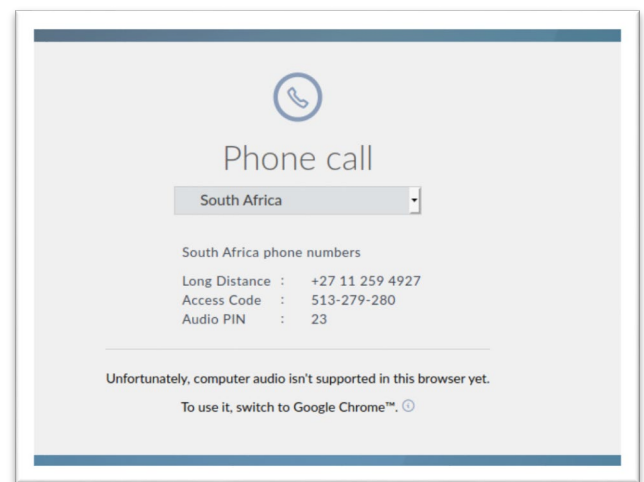 Phone call
South Africa
South Africa phone numbers
Long Distance : +27 11 259 4927
Access Code : 513-279-280
Audio PIN : 23
Unfortunately, computer audio isn't supported in this browser yet.
To use it, switch to Google Chrome™.